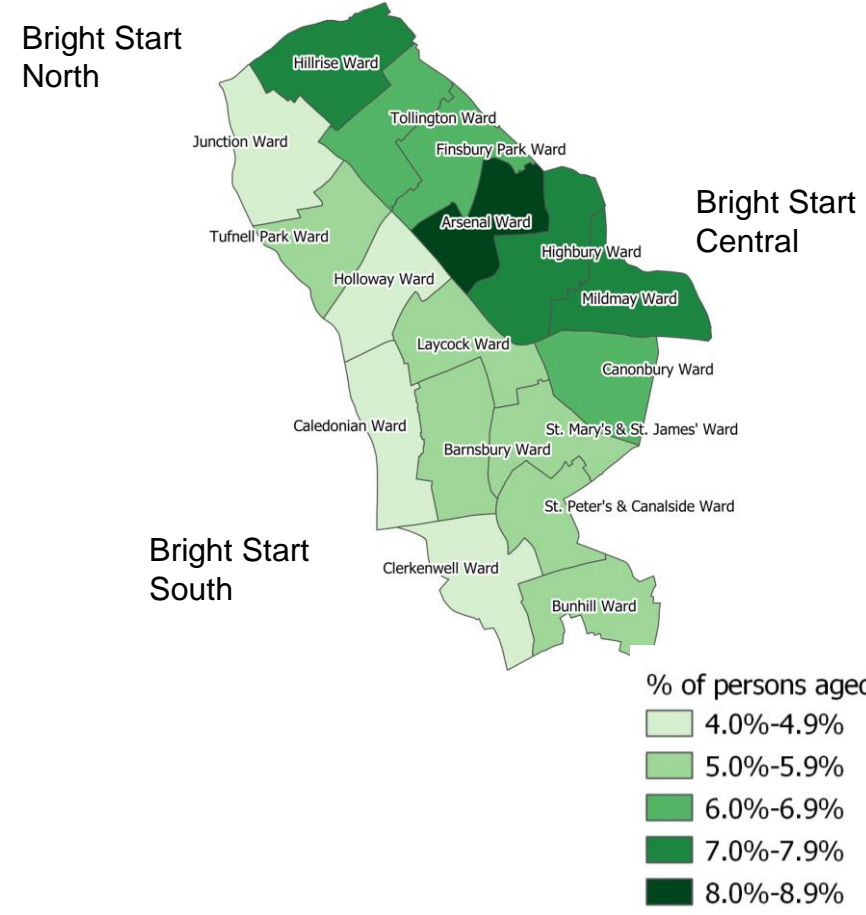 Bright Start
North
Hillrise Ward
Tollington Ward
Junction Ward
Finsbury Park Ward
Bright Start
Central
Arsenal Ward
Tufnell Park Ward
Highbury Ward
Holloway Ward
Mildmay Ward
Laycock Ward
Canonbury Ward
Caledonian Ward
St. Mary's & St. James' Ward
Barnsbury Ward
St. Peter's & Canalside Ward
Bright Start
South
Clerkenwell Ward
Bunhill Ward
% of persons aged
4.0%-4.9%
5.0%-5.9%
6.0%-6.9%
7.0%-7.9%
8.0%-8.9%